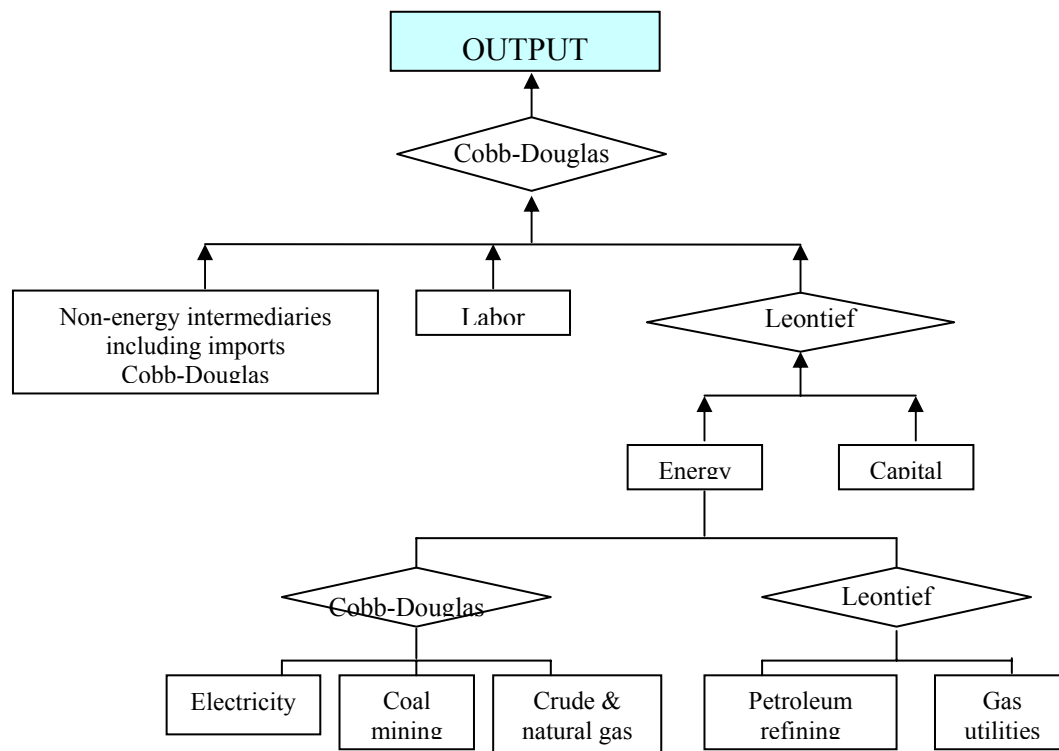 OUTPUT
Cobb-Douglas
Non-energy intermediaries
including imports
Cobb-Douglas
Labor
Leontief
Energy
Capital
Cobb-Douglas
Leontief
Electricity
Coal
mining
Crude &
natural gas
Petroleum
refining
Gas
utilities